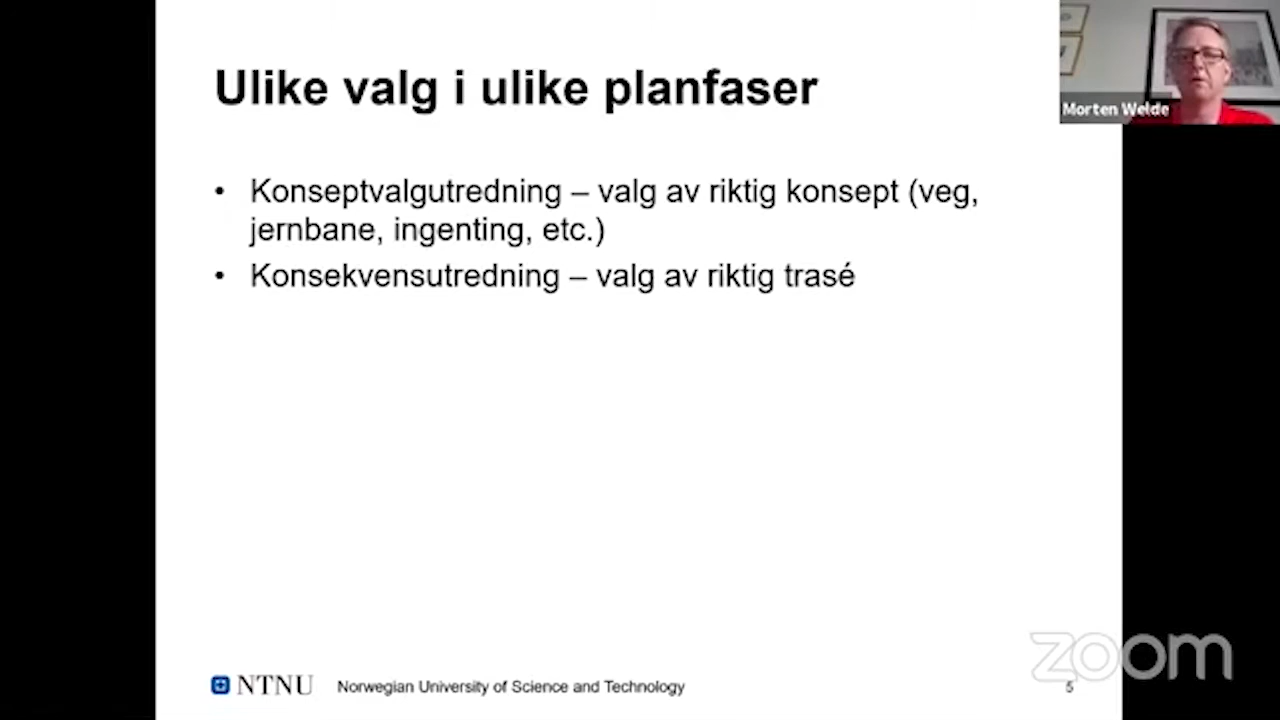 Ulike valg i ulike planfaser
Morten Welde
• Konseptvalgutredning – valg av riktig konsept (veg,
jernbane, ingenting, etc.)
• Konsekvensutredning – valg av riktig trasé
NTNU
Norwegian University of Science and Technology
5
zoom